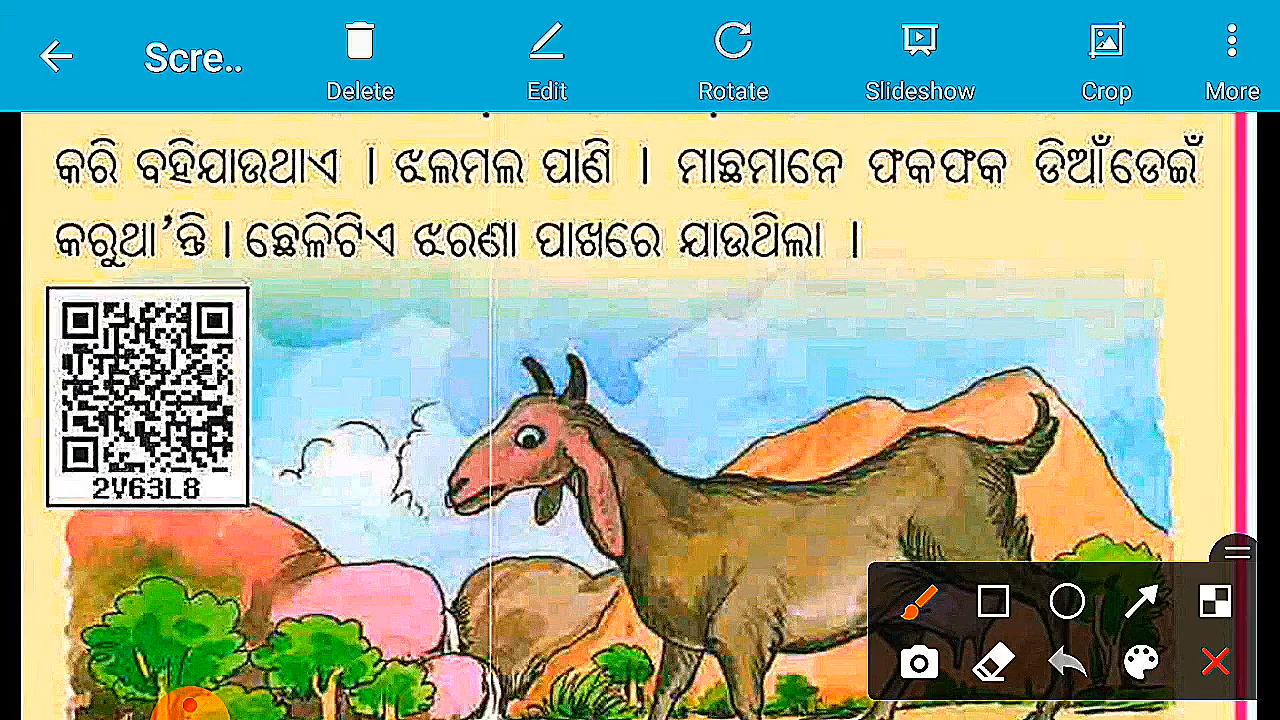 Scre..
Delete
Edit
Rotate
Slideshow
Crop
More
କରି ବହିଯାଉଥାଏ । ଝଲମଲ ପାଣି । ମାଛମାନେ ଫକଫକ ଡିଆଁଡେଇଁ
କରୁଥା'ନ୍ତି । ଛେଳିଟିଏ ଝରଣା ପାଖରେ ଯାଉଥିଲା ।
2V63L8